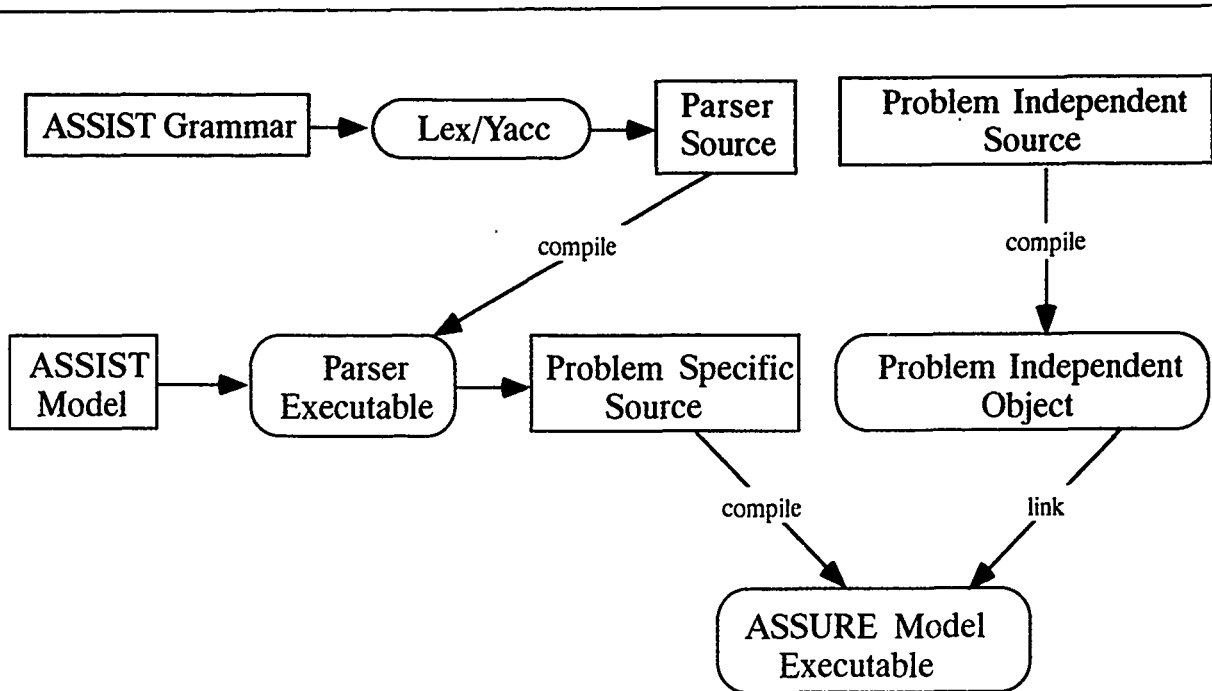 ASSIST Grammar
Lex/Yacc
Parser
Source
Problem Independent
Source
compile
compile
ASSIST
Model
Parser
Executable
Problem Specific
Source
Problem Independent
Object
compile
link
ASSURE Model
Executable